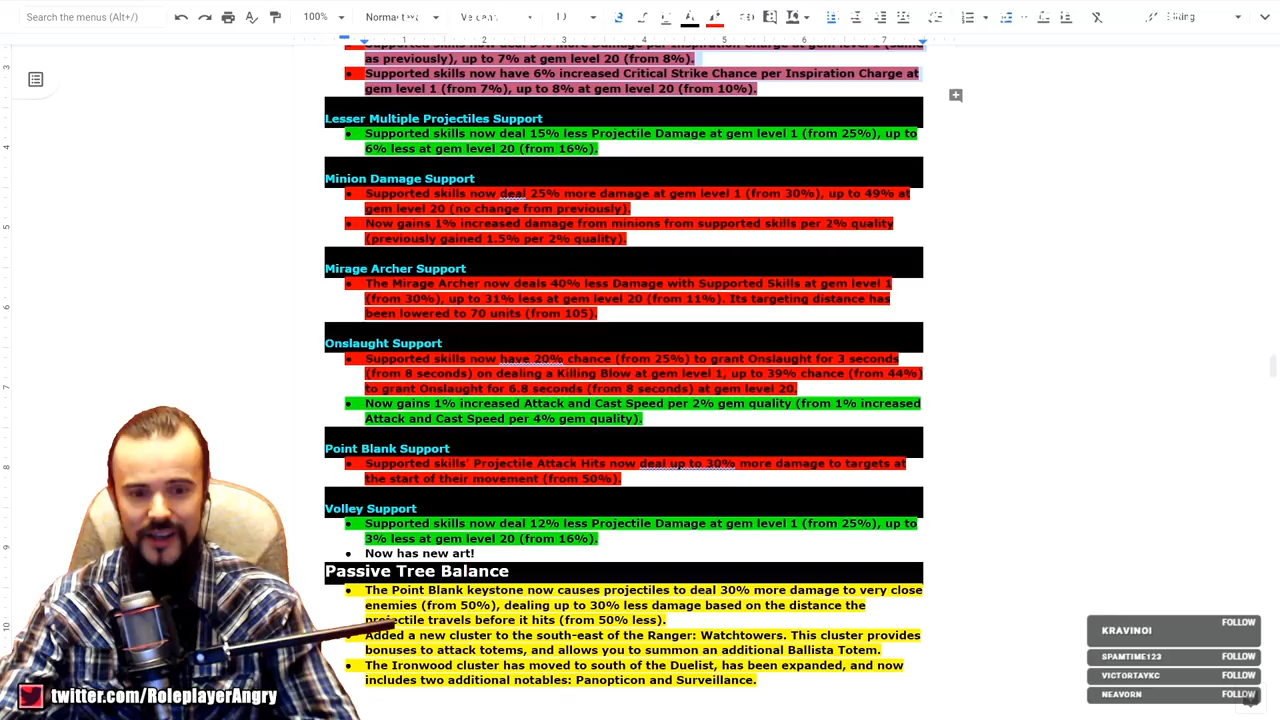 Search the menus (Alt+/)
100%
Normal text
1 2 3 4 5 6 7
as previously), up to 7% at gem level 20 (from 8%).
Supported skills now have 6% increased Critical Strike Chance per Inspiration Charge at
gem level 1 (from 7%), up to 8% at gem level 20 (from 10%).
Lesser Multiple Projectiles Support
Supported skills now deal 15% less Projectile Damage at gem level 1 (from 25%), up to
6% less at gem level 20 (from 16%).
Minion Damage Support
Supported skills now deal 25% more damage at gem level 1 (from 30%), up to 49% at
gem level 20 (no change from previously).
Now gains 1% increased damage from minions from supported skills per 2% quality
(previously gained 1.5% per 2% quality).
Mirage Archer Support
The Mirage Archer now deals 40% less Damage with Supported Skills at gem level 1
(from 30%), up to 31% less at gem level 20 (from 11%). Its targeting distance has
been lowered to 70 units (from 105).
Onslaught Support
Supported skills now have 20% chance (from 25%) to grant Onslaught for 3 seconds
(from 8 seconds) on dealing a Killing Blow at gem level 1, up to 39% chance (from 44%)
to grant Onslaught for 6.8 seconds (from 8 seconds) at gem level 20.
Now gains 1% increased Attack and Cast Speed per 2% gem quality (from 1% increased
Attack and Cast Speed per 4% gem quality).
Point Blank Support
Supported skills' Projectile Attack Hits now deal up to 30% more damage to targets at
the start of their movement (from 50%).
Volley Support
Supported skills now deal 12% less Projectile Damage at gem level 1 (from 25%), up to
3% less at gem level 20 (from 16%).
Now has new art!
Passive Tree Balance
The Point Blank keystone now causes projectiles to deal 30% more damage to very close
enemies (from 50%), dealing up to 30% less damage based on the distance the
projectile travels before it hits (from 50% less).
Added a new cluster to the south-east of the Ranger: Watchtowers. This cluster provides
bonuses to attack totems, and allows you to summon an additional Ballista Totem.
The Ironwood cluster has moved to south of the Duelist, has been expanded, and now
includes two additional notables: Panopticon and Surveillance.
twitter.com/RoleplayerAngry
KRAVINOI FOLLOW
SPAMTIME123 FOLLOW
VICTORTAYKC FOLLOW
NEAVORN FOLLOW